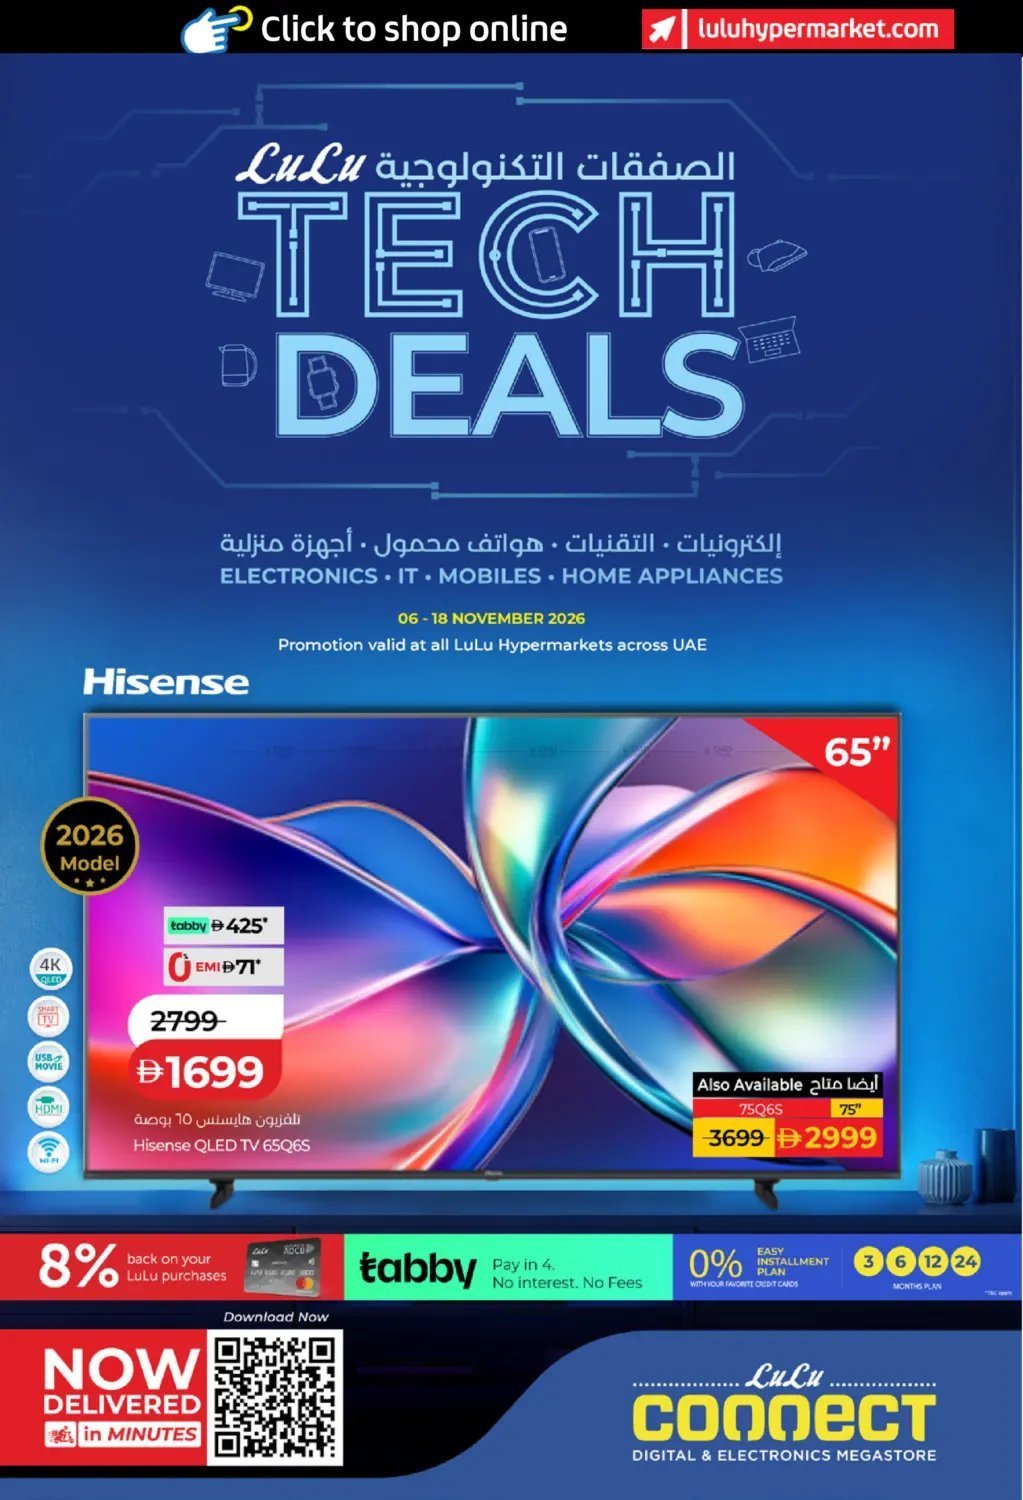 Click to shop online
luluhypermarket.com
LuLu الصفقات التكنولوجية
TECH
DEALS
إلكترونيات • التقنيات • هواتف محمول • أجهزة منزلية
ELECTRONICS • IT • MOBILES • HOME APPLIANCES
06 - 18 NOVEMBER 2026
Promotion valid at all LuLu Hypermarkets across UAE
Hisense
65”
2026
Model
tabby 425*
EMI 71*
4K
QLED
SMART
TV
USB
MOVIE
HDMI
Wi-Fi
2799
1699
تلفزيون هايسنس 65 بوصة
Hisense QLED TV 65Q6S
Also Available أيضا متاح
75Q6S 75”
3699 2999
8% back on your
LuLu purchases
LuLu ADCB
tabby Pay in 4.
No interest. No Fees
0% EASY
INSTALLMENT
PLAN
WITH YOUR FAVORITE CREDIT CARDS
3 6 12 24
MONTHS PLAN
*T&C apply
Download Now
NOW
DELIVERED
in MINUTES
LuLu
connect
DIGITAL & ELECTRONICS MEGASTORE